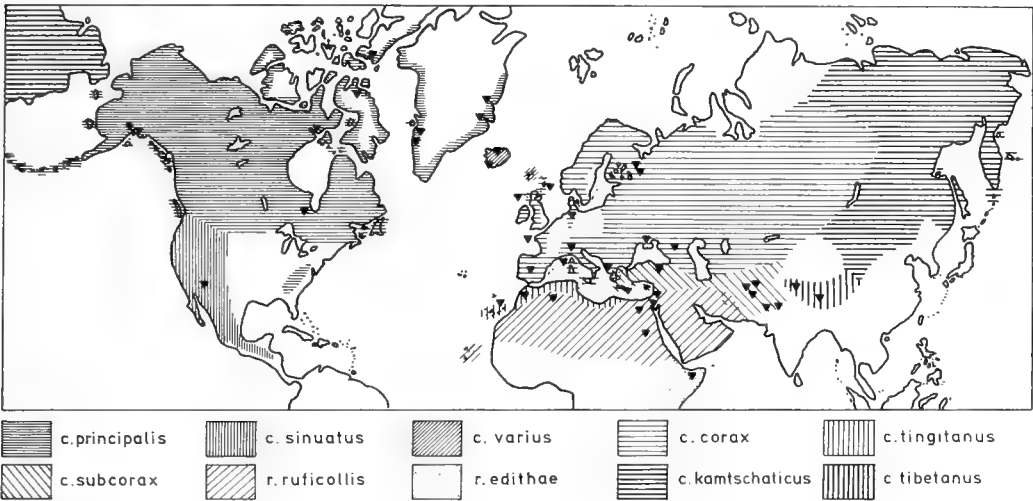 c.principalis c. sinuatus c. varius c. corax c.tingitanus
c.subcorax r.ruficollis r.edithae c.kamtschaticus c tibetanus